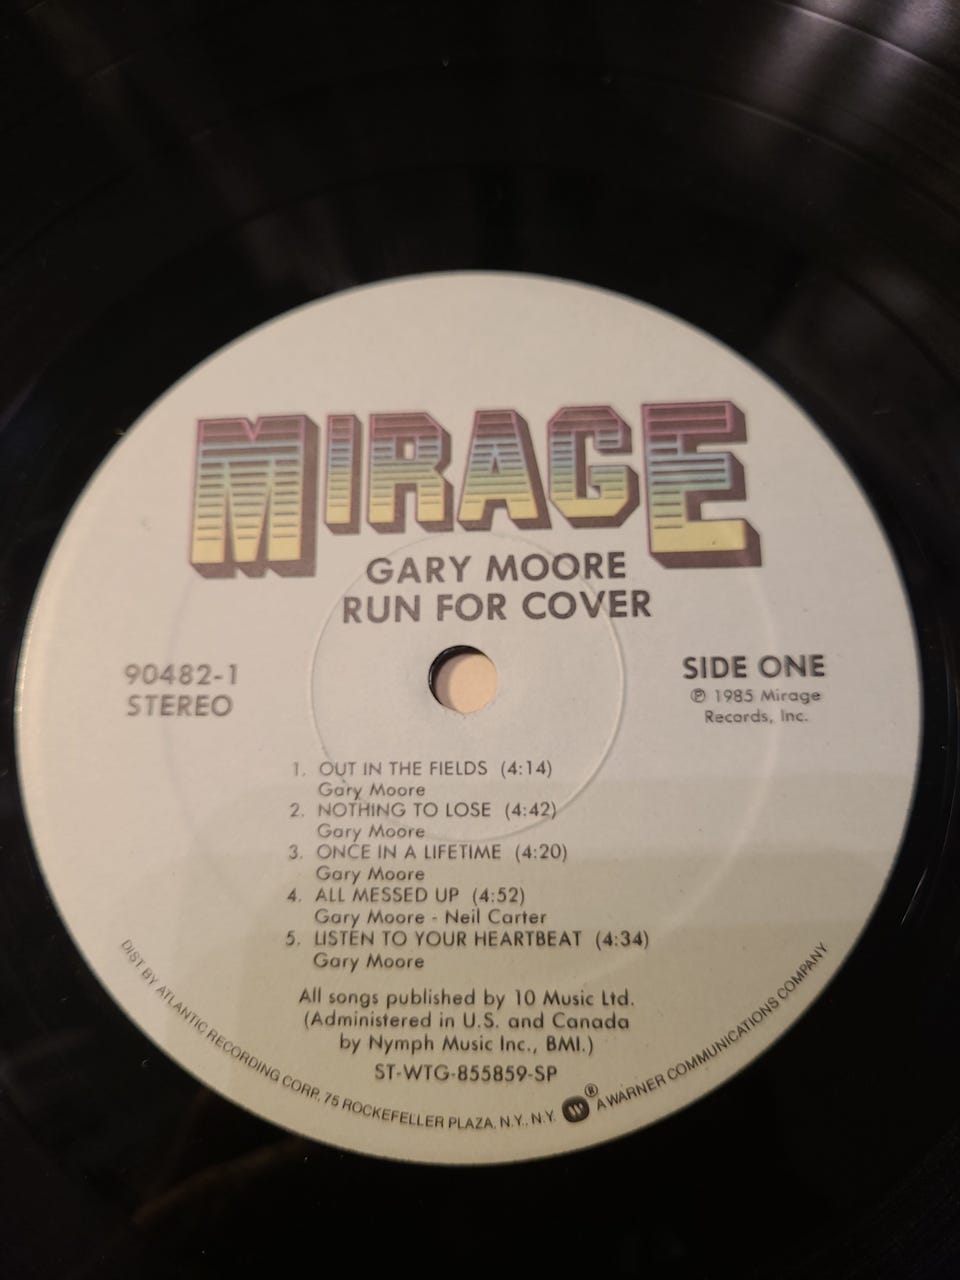 MIRAGE
GARY MOORE
RUN FOR COVER
90482-1
STEREO
SIDE ONE
℗ 1985 Mirage
Records, Inc.
1. OUT IN THE FIELDS (4:14)
Gary Moore
2. NOTHING TO LOSE (4:42)
Gary Moore
3. ONCE IN A LIFETIME (4:20)
Gary Moore
4. ALL MESSED UP (4:52)
Gary Moore - Neil Carter
5. LISTEN TO YOUR HEARTBEAT (4:34)
Gary Moore
All songs published by 10 Music Ltd.
(Administered in U.S. and Canada
by Nymph Music Inc., BMI.)
ST-WTG-855859-SP
DIST. BY ATLANTIC RECORDING CORP., 75 ROCKEFELLER PLAZA, N.Y., N.Y. ® A WARNER COMMUNICATIONS COMPANY